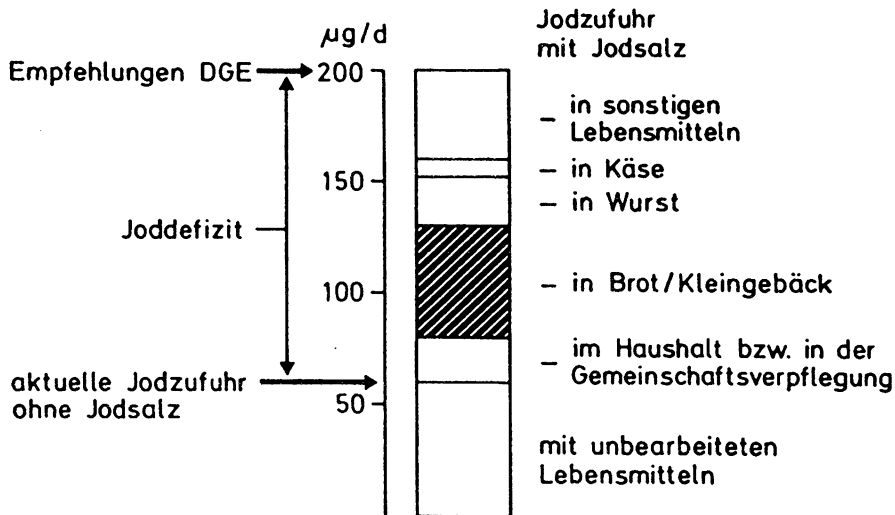 µg/d
Jodzufuhr
mit Jodsalz
Empfehlungen DGE
200
– in sonstigen
Lebensmitteln
– in Käse
150
– in Wurst
Joddefizit
100
– in Brot/Kleingebäck
– im Haushalt bzw. in der
Gemeinschaftsverpflegung
aktuelle Jodzufuhr
ohne Jodsalz
50
mit unbearbeiteten
Lebensmitteln